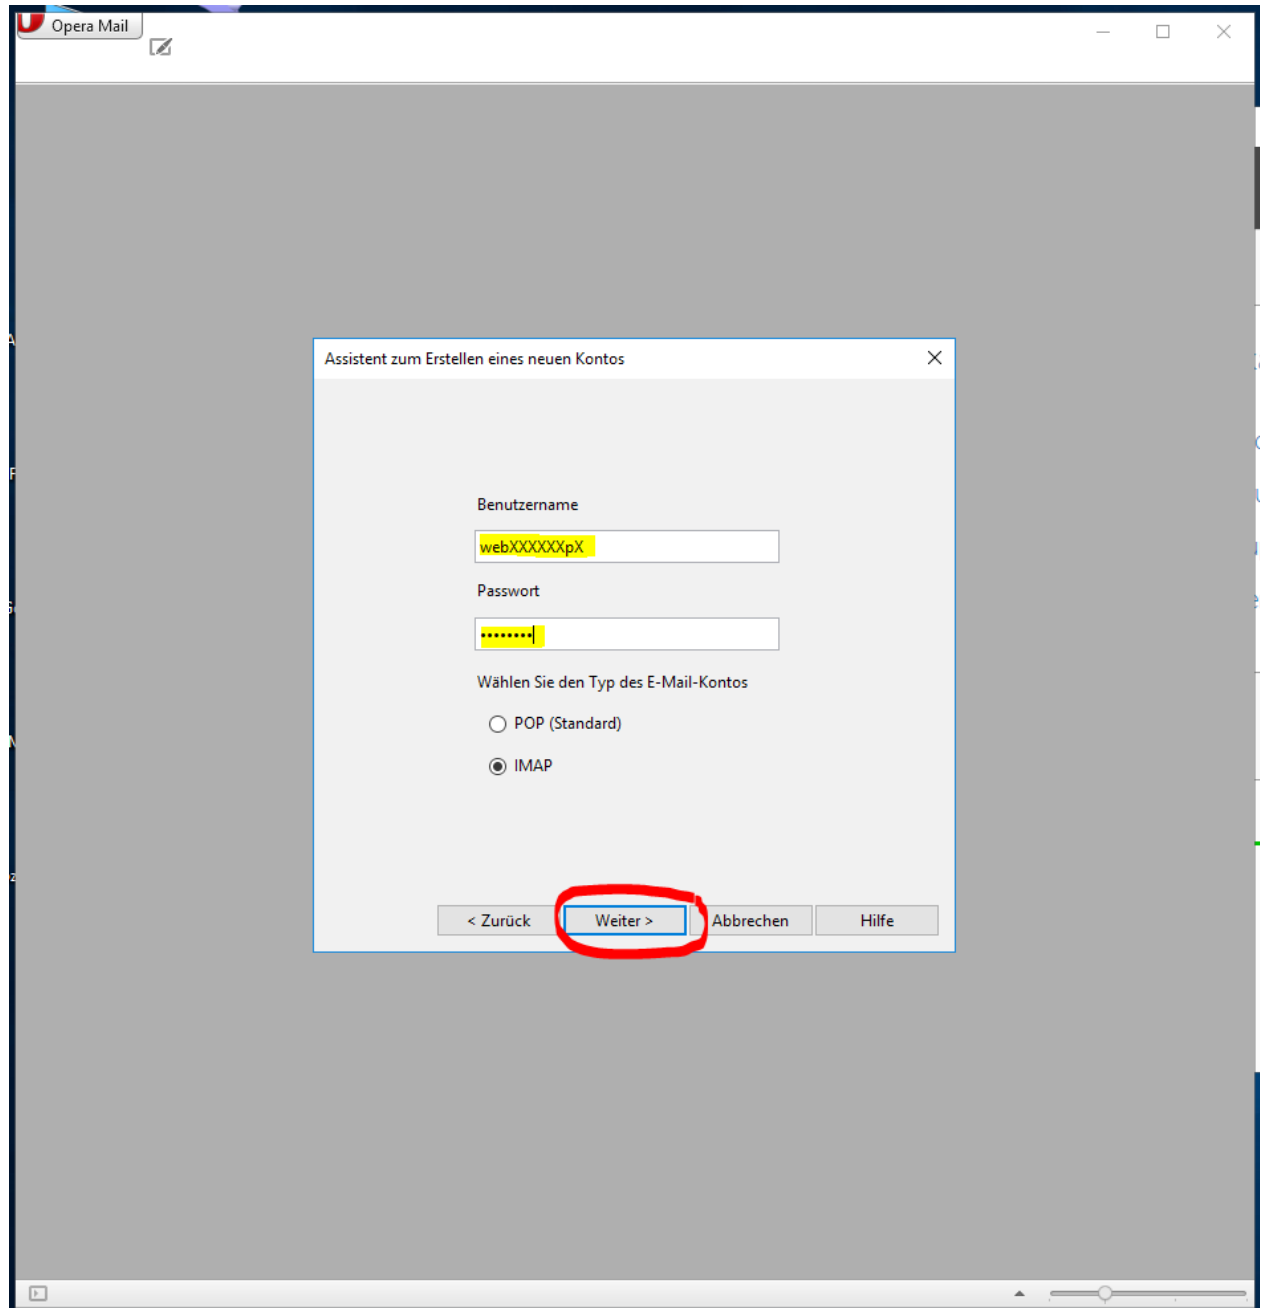 Opera Mail
Assistent zum Erstellen eines neuen Kontos
Benutzername
webXXXXXXpX
Passwort
••••••••
Wählen Sie den Typ des E-Mail-Kontos
POP (Standard)
IMAP
< Zurück Weiter > Abbrechen Hilfe